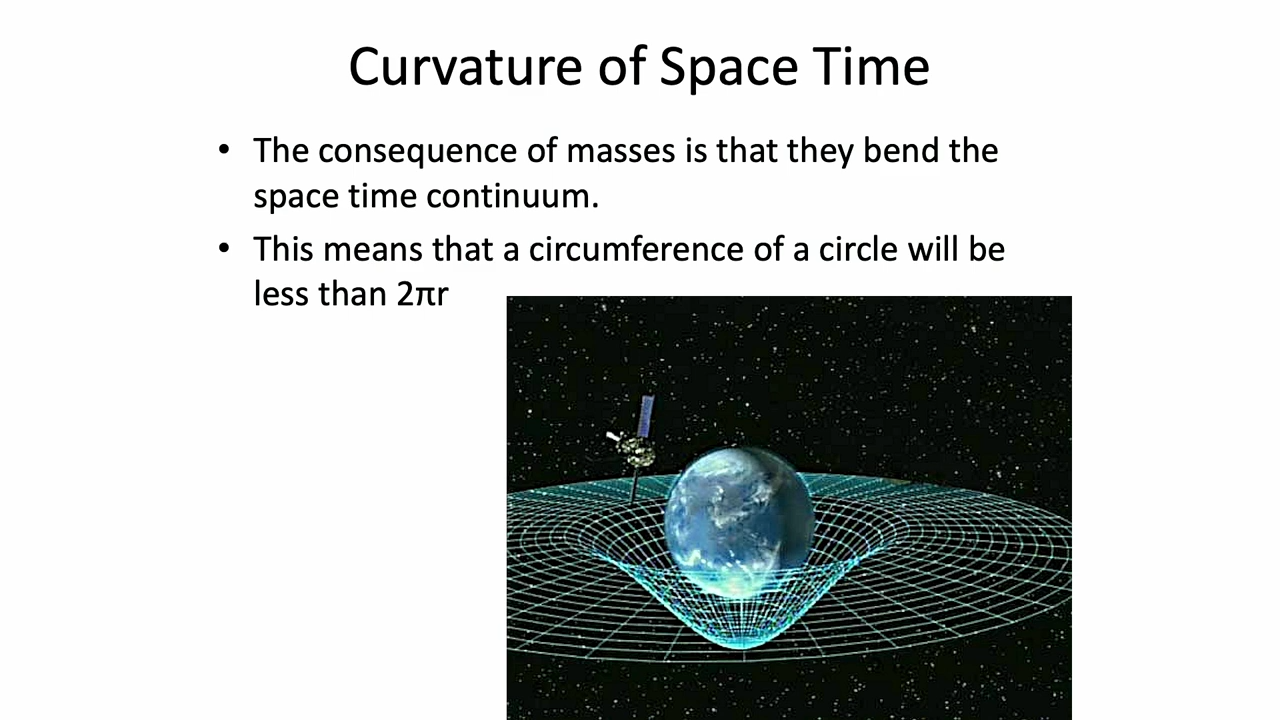 Curvature of Space Time
• The consequence of masses is that they bend the
space time continuum.
• This means that a circumference of a circle will be
less than 2πr